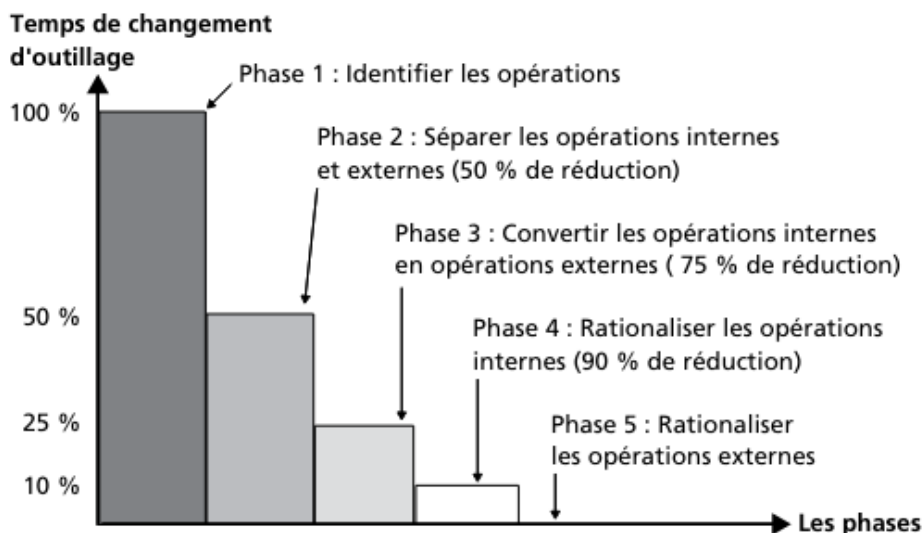 Temps de changement
d'outillage
Phase 1 : Identifier les opérations
100 %
Phase 2 : Séparer les opérations internes
et externes (50 % de réduction)
Phase 3 : Convertir les opérations internes
en opérations externes ( 75 % de réduction)
50 %
Phase 4 : Rationaliser les opérations
internes (90 % de réduction)
25 %
Phase 5 : Rationaliser
les opérations externes
10 %
Les phases